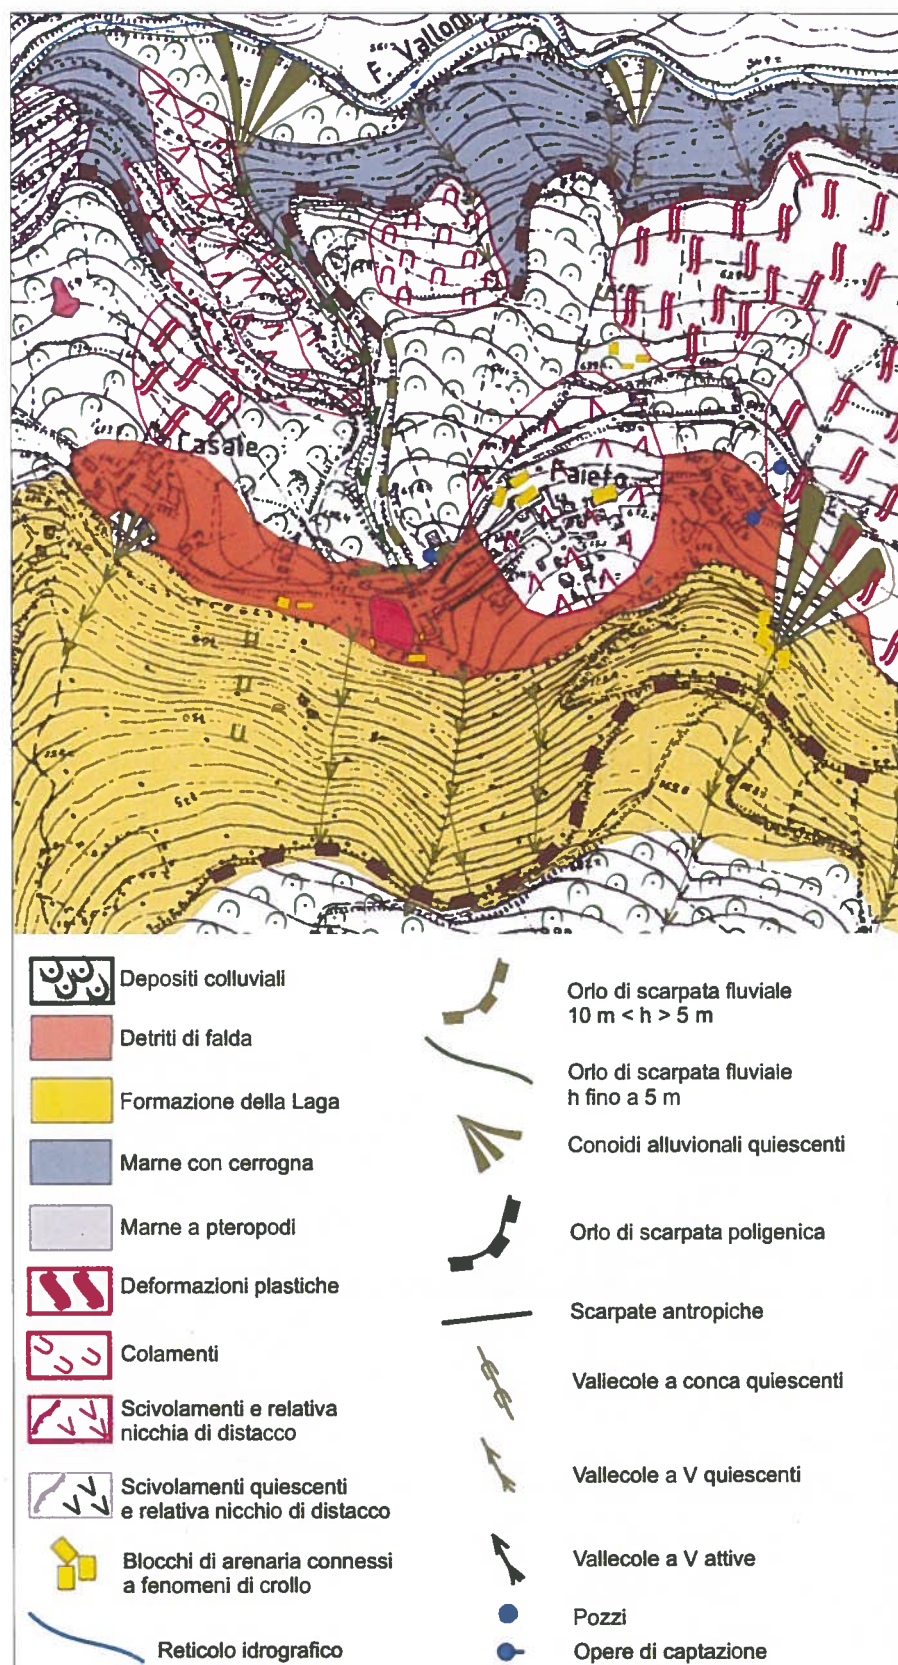 F. Vallone
Casale
Paleto
Depositi colluviali
Detriti di falda
Formazione della Laga
Marne con cerrogna
Marne a pteropodi
Deformazioni plastiche
Colamenti
Scivolamenti e relativa
nicchia di distacco
Scivolamenti quiescenti
e relativa nicchio di distacco
Blocchi di arenaria connessi
a fenomeni di crollo
Reticolo idrografico
Orlo di scarpata fluviale
10 m < h > 5 m
Orlo di scarpata fluviale
h fino a 5 m
Conoidi alluvionali quiescenti
Orlo di scarpata poligenica
Scarpate antropiche
Vallecole a conca quiescenti
Vallecole a V quiescenti
Vallecole a V attive
Pozzi
Opere di captazione